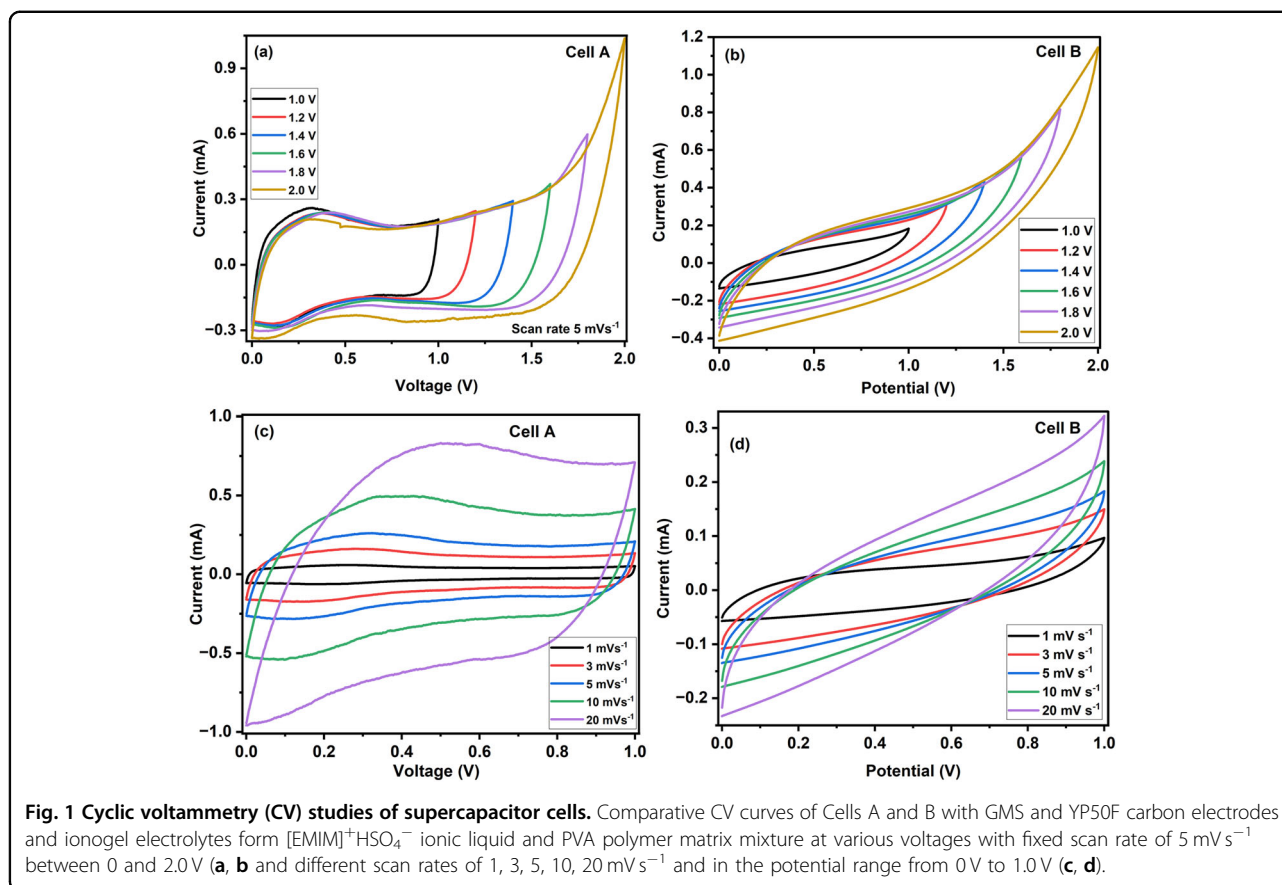 (a)
Cell A
Current (mA)
0.9
0.6
0.3
0.0
−0.3
1.0 V
1.2 V
1.4 V
1.6 V
1.8 V
2.0 V
Scan rate 5 mVs⁻¹
0.0 0.5 1.0 1.5 2.0
Voltage (V)
(b)
Cell B
Current (mA)
1.2
1.0
0.8
0.6
0.4
0.2
0.0
−0.2
−0.4
1.0 V
1.2 V
1.4 V
1.6 V
1.8 V
2.0 V
0.0 0.5 1.0 1.5 2.0
Potential (V)
(c)
Cell A
Current (mA)
1.0
0.5
0.0
−0.5
−1.0
1 mVs⁻¹
3 mVs⁻¹
5 mVs⁻¹
10 mVs⁻¹
20 mVs⁻¹
0.0 0.2 0.4 0.6 0.8 1.0
Voltage (V)
(d)
Cell B
Current (mA)
0.3
0.2
0.1
0.0
−0.1
−0.2
1 mV s⁻¹
3 mV s⁻¹
5 mV s⁻¹
10 mV s⁻¹
20 mV s⁻¹
0.0 0.2 0.4 0.6 0.8 1.0
Potential (V)
Fig. 1 Cyclic voltammetry (CV) studies of supercapacitor cells. Comparative CV curves of Cells A and B with GMS and YP50F carbon electrodes
and ionogel electrolytes form [EMIM]⁺HSO₄⁻ ionic liquid and PVA polymer matrix mixture at various voltages with fixed scan rate of 5 mV s⁻¹
between 0 and 2.0 V (a, b and different scan rates of 1, 3, 5, 10, 20 mV s⁻¹ and in the potential range from 0 V to 1.0 V (c, d).